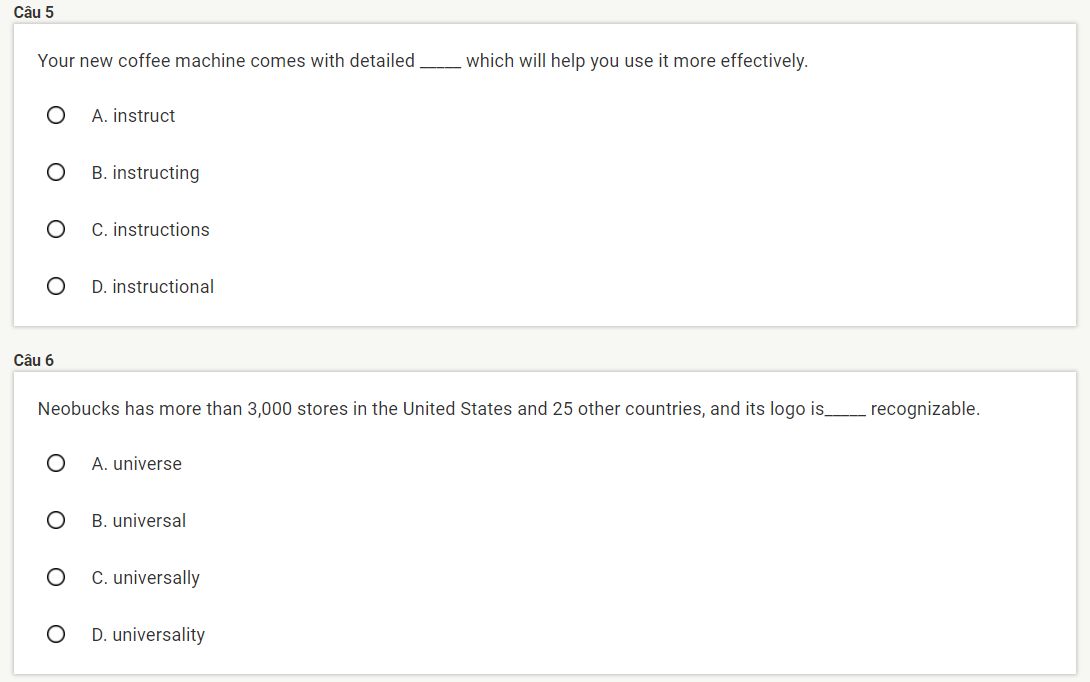 Câu 5
Your new coffee machine comes with detailed _____ which will help you use it more effectively.
A. instruct
B. instructing
C. instructions
D. instructional
Câu 6
Neobucks has more than 3,000 stores in the United States and 25 other countries, and its logo is_____ recognizable.
A. universe
B. universal
C. universally
D. universality